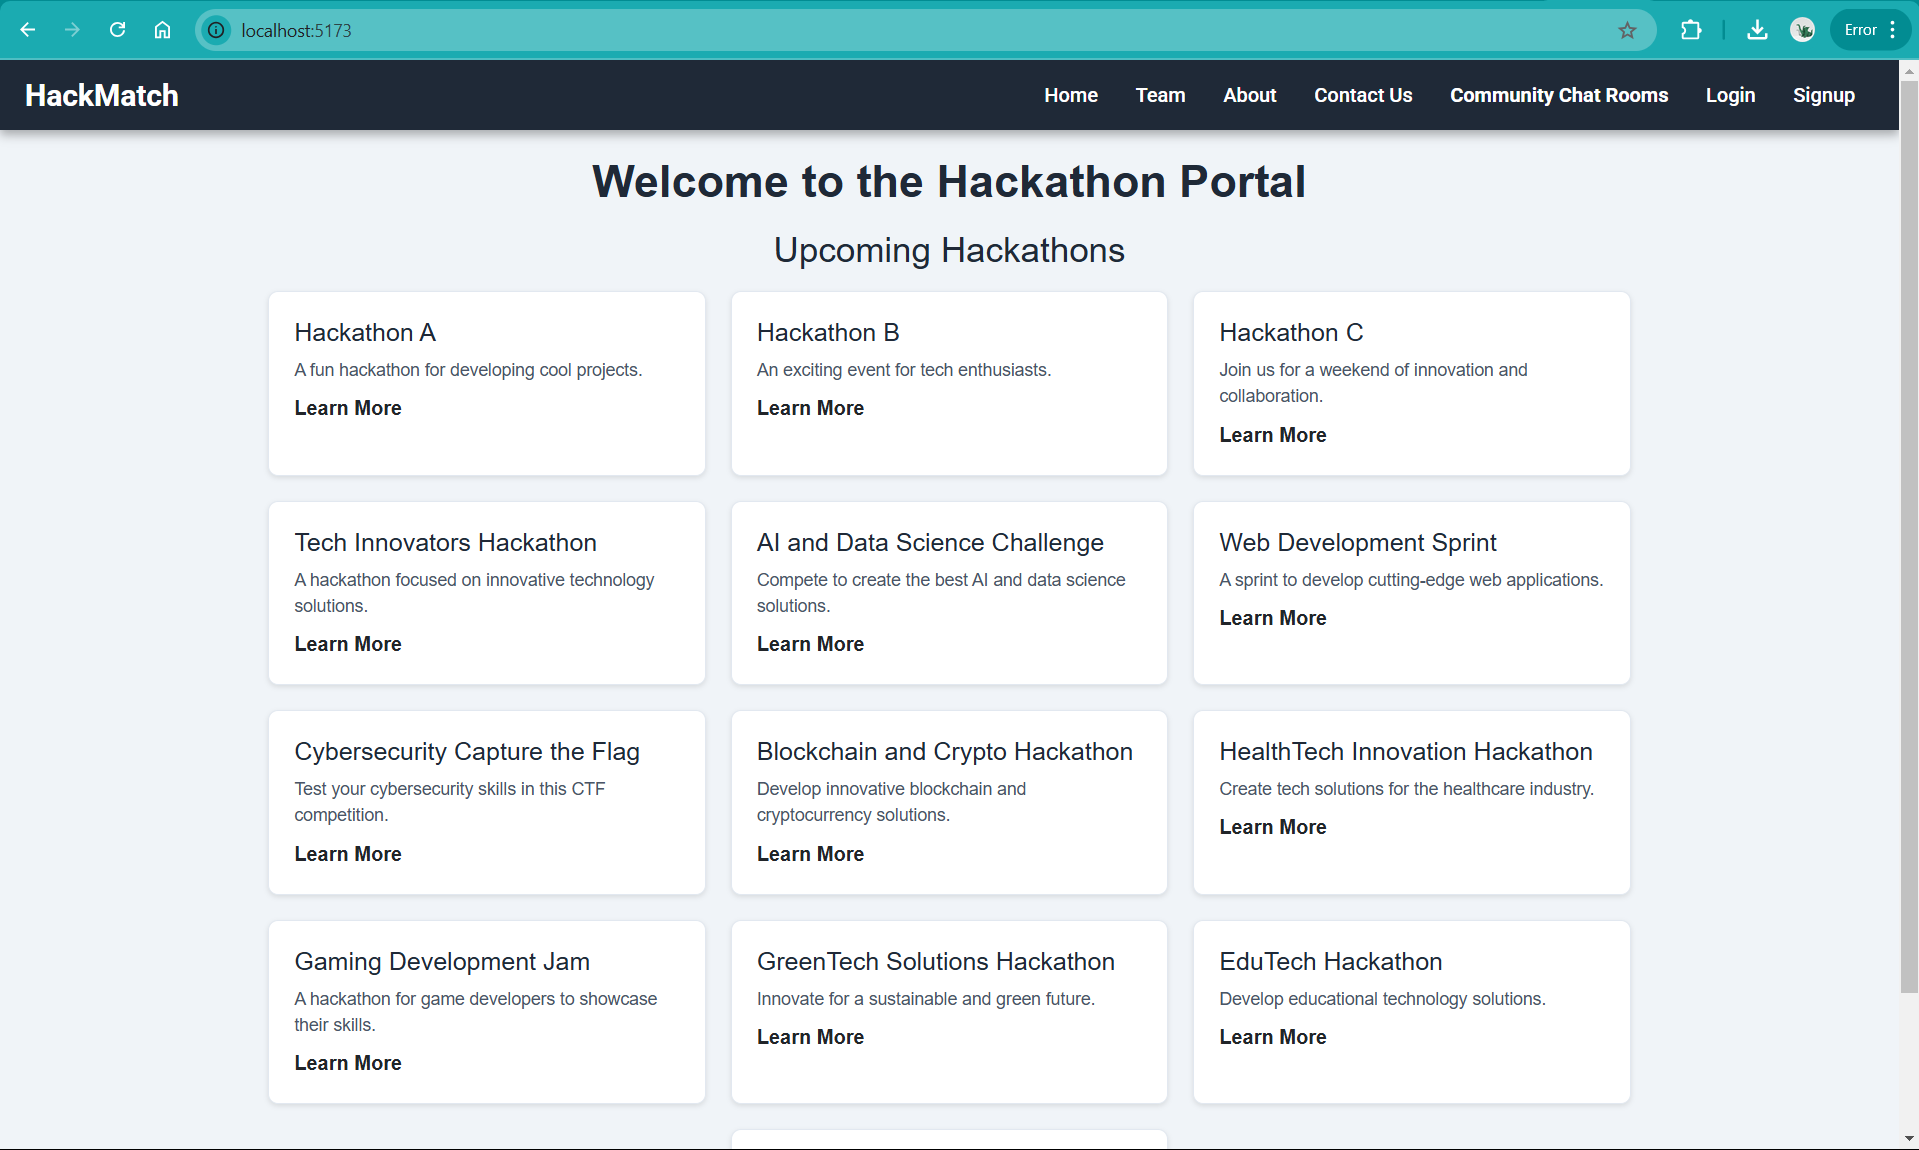 localhost:5173
Error
HackMatch
Home Team About Contact Us Community Chat Rooms Login Signup
Welcome to the Hackathon Portal
Upcoming Hackathons
Hackathon A
A fun hackathon for developing cool projects.
Learn More
Hackathon B
An exciting event for tech enthusiasts.
Learn More
Hackathon C
Join us for a weekend of innovation and
collaboration.
Learn More
Tech Innovators Hackathon
A hackathon focused on innovative technology
solutions.
Learn More
AI and Data Science Challenge
Compete to create the best AI and data science
solutions.
Learn More
Web Development Sprint
A sprint to develop cutting-edge web applications.
Learn More
Cybersecurity Capture the Flag
Test your cybersecurity skills in this CTF
competition.
Learn More
Blockchain and Crypto Hackathon
Develop innovative blockchain and
cryptocurrency solutions.
Learn More
HealthTech Innovation Hackathon
Create tech solutions for the healthcare industry.
Learn More
Gaming Development Jam
A hackathon for game developers to showcase
their skills.
Learn More
GreenTech Solutions Hackathon
Innovate for a sustainable and green future.
Learn More
EduTech Hackathon
Develop educational technology solutions.
Learn More